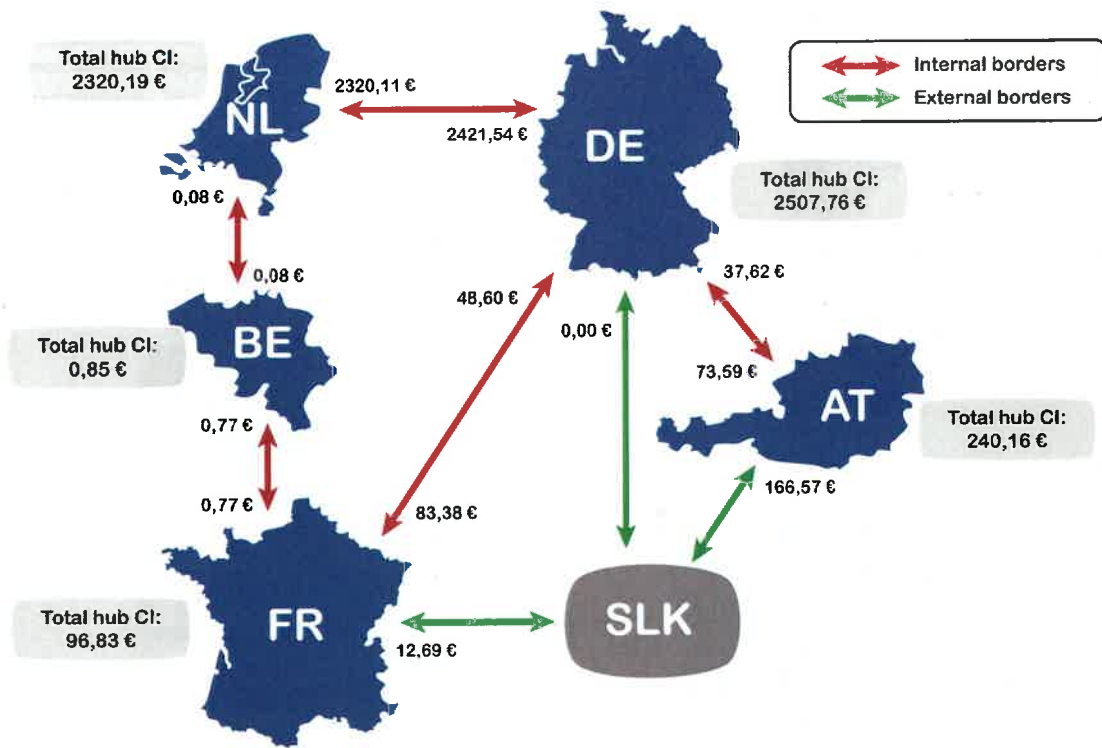 Total hub CI:
2320,19 €
NL
2320,11 €
2421,54 €
DE
Internal borders
External borders
Total hub CI:
2507,76 €
0,08 €
0,08 €
48,60 €
0,00 €
37,62 €
BE
Total hub CI:
0,85 €
73,59 €
AT
Total hub CI:
240,16 €
0,77 €
0,77 €
83,38 €
166,57 €
Total hub CI:
96,83 €
FR
12,69 €
SLK